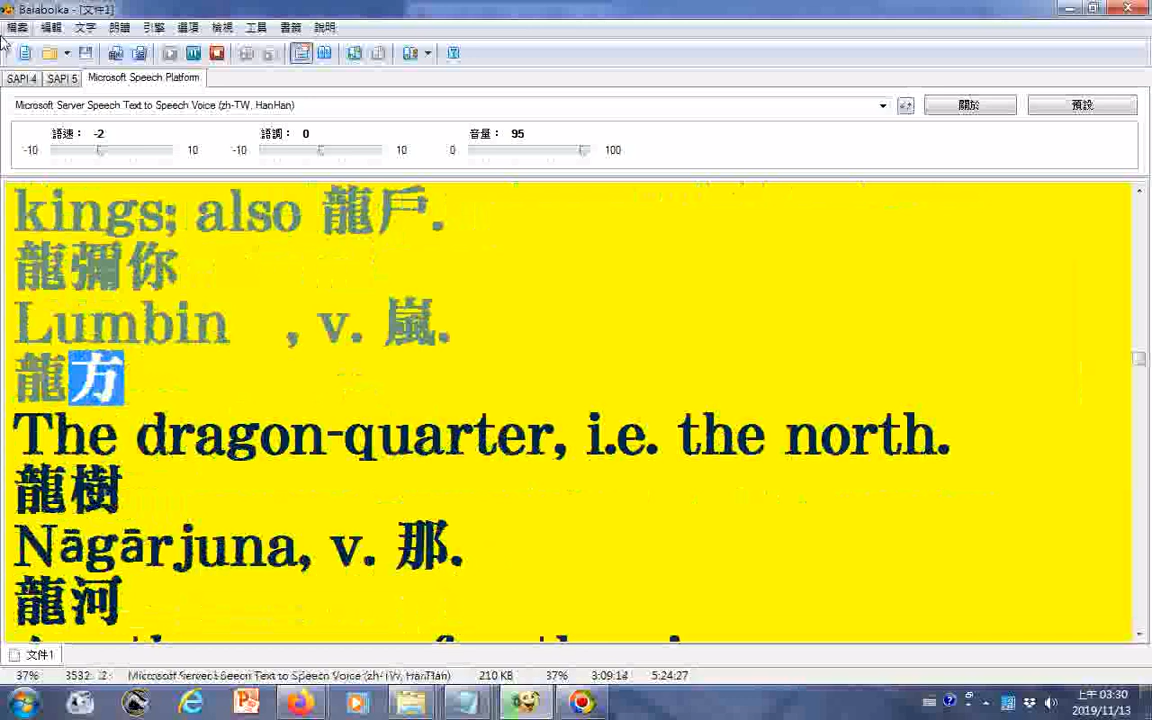 Balabolka - [文件1]
檔案 編輯 文字 朗讀 引擎 選項 檢視 工具 書籤 說明
SAPI 4 SAPI 5 Microsoft Speech Platform
Microsoft Server Speech Text to Speech Voice (zh-TW, HanHan) 關於 預設
語速： -2 語調： 0 音量： 95
-10 10 -10 10 0 100
kings; also 龍戶.
龍彌你
Lumbin , v. 嵐.
龍方
The dragon-quarter, i.e. the north.
龍樹
Nāgārjuna, v. 那.
龍河
文件1
37% Microsoft Server Speech Text to Speech Voice (zh-TW, HanHan) 210 KB 37% 3:09:14 5:24:27
上午 03:30
2019/11/13